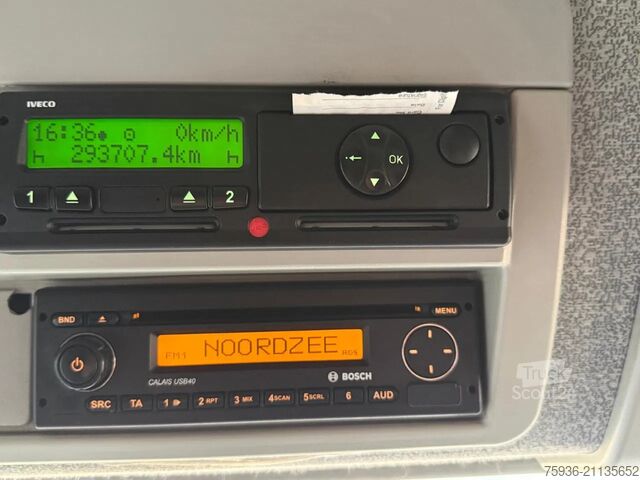 IVECO
16:36 0km/h
h 293707.4km h
1 2
OK
BND MENU
FM1 NOORDZEE RDS
CALAIS USB40
BOSCH
SRC TA 1 2 RPT 3 MIX 4 SCAN 5 SCRL 6 AUD
Truck
Scout24
75936-21135652